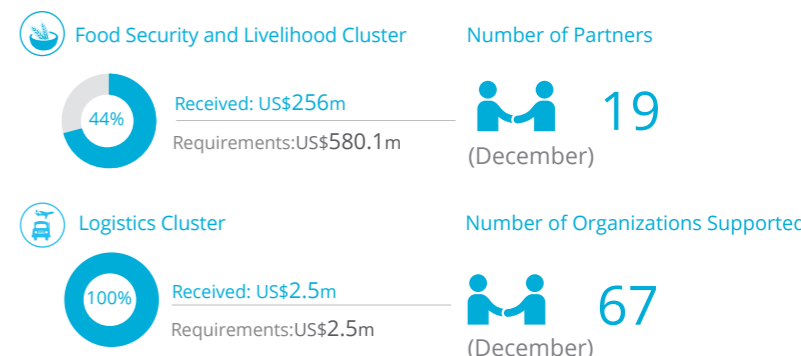 Food Security and Livelihood Cluster
Number of Partners
44%
Received: US$256m
Requirements:US$580.1m
19
(December)
Logistics Cluster
Number of Organizations Supported
100%
Received: US$2.5m
Requirements:US$2.5m
67
(December)